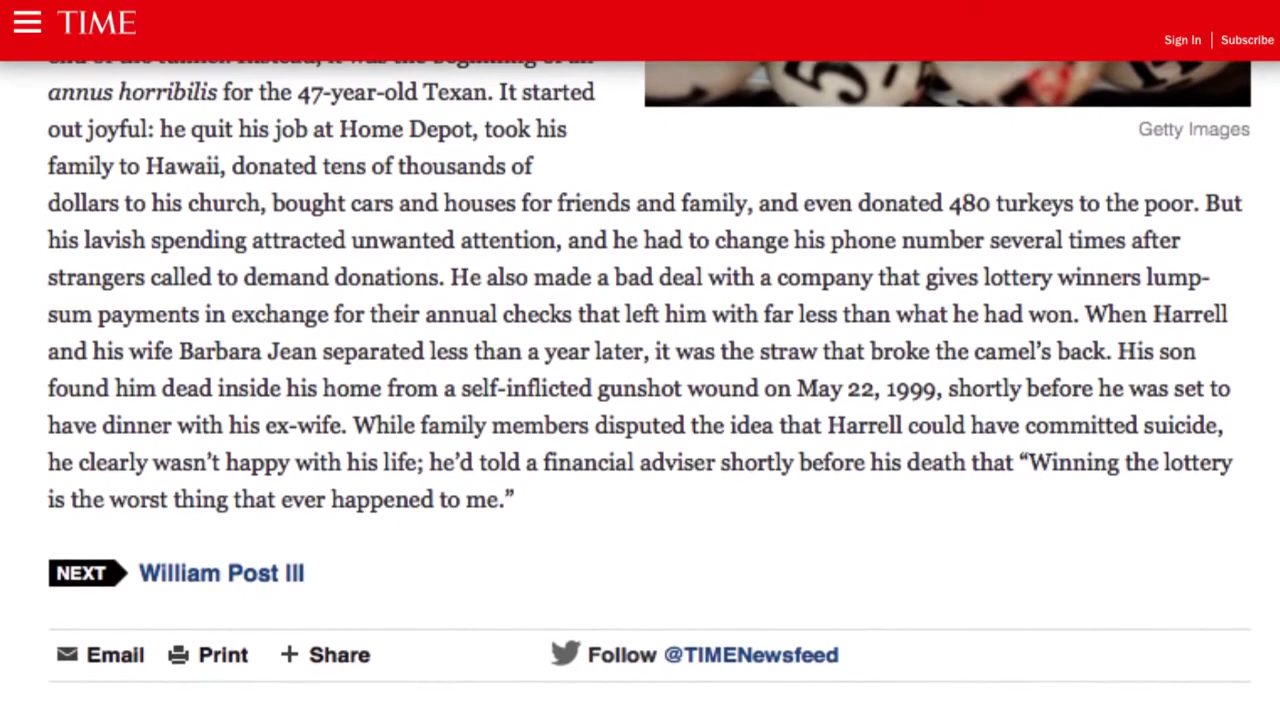 TIME
Sign In
Subscribe
annus horribilis for the 47-year-old Texan. It started
out joyful: he quit his job at Home Depot, took his
family to Hawaii, donated tens of thousands of
Getty Images
dollars to his church, bought cars and houses for friends and family, and even donated 480 turkeys to the poor. But
his lavish spending attracted unwanted attention, and he had to change his phone number several times after
strangers called to demand donations. He also made a bad deal with a company that gives lottery winners lump-
sum payments in exchange for their annual checks that left him with far less than what he had won. When Harrell
and his wife Barbara Jean separated less than a year later, it was the straw that broke the camel’s back. His son
found him dead inside his home from a self-inflicted gunshot wound on May 22, 1999, shortly before he was set to
have dinner with his ex-wife. While family members disputed the idea that Harrell could have committed suicide,
he clearly wasn’t happy with his life; he’d told a financial adviser shortly before his death that “Winning the lottery
is the worst thing that ever happened to me.”
NEXT William Post III
Email Print + Share Follow @TIMENewsfeed